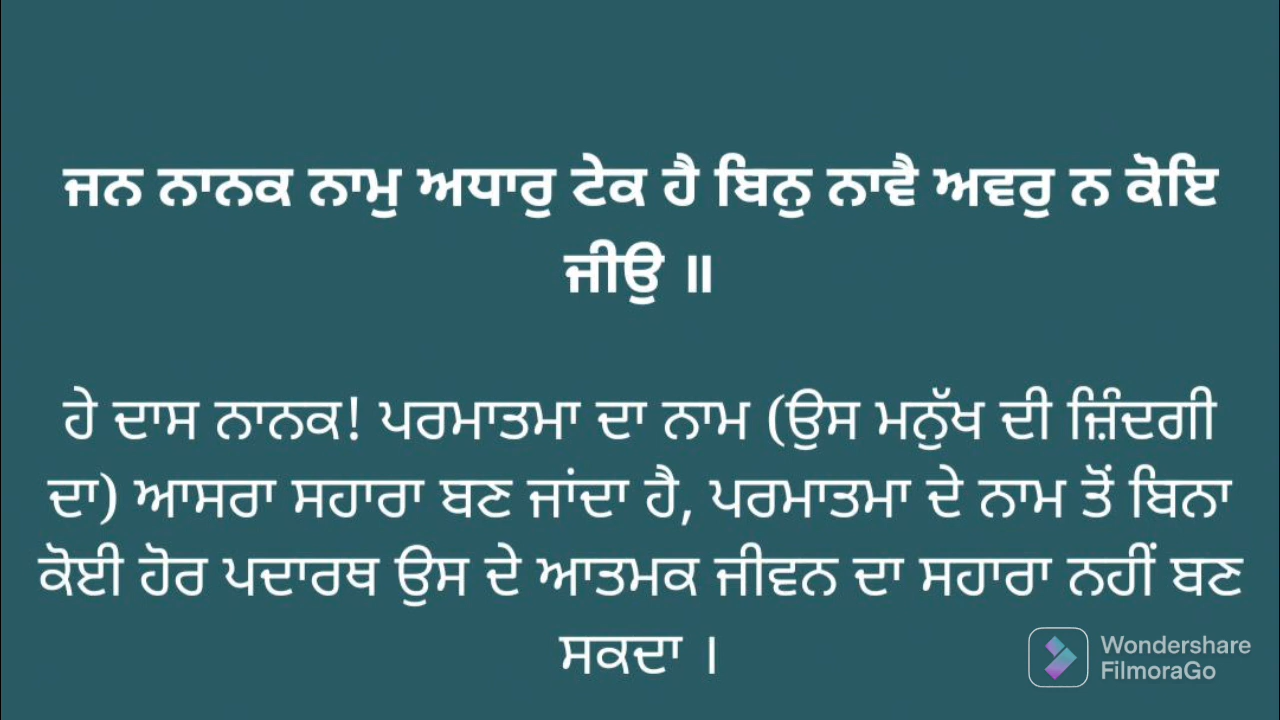 ਜਨ ਨਾਨਕ ਨਾਮੁ ਅਧਾਰੁ ਟੇਕ ਹੈ ਬਿਨੁ ਨਾਵੈ ਅਵਰੁ ਨ ਕੋਇ
ਜੀਉ ॥
ਹੇ ਦਾਸ ਨਾਨਕ! ਪਰਮਾਤਮਾ ਦਾ ਨਾਮ (ਉਸ ਮਨੁੱਖ ਦੀ ਜ਼ਿੰਦਗੀ
ਦਾ) ਆਸਰਾ ਸਹਾਰਾ ਬਣ ਜਾਂਦਾ ਹੈ, ਪਰਮਾਤਮਾ ਦੇ ਨਾਮ ਤੋਂ ਬਿਨਾ
ਕੋਈ ਹੋਰ ਪਦਾਰਥ ਉਸ ਦੇ ਆਤਮਕ ਜੀਵਨ ਦਾ ਸਹਾਰਾ ਨਹੀਂ ਬਣ
ਸਕਦਾ ।
Wondershare
FilmoraGo